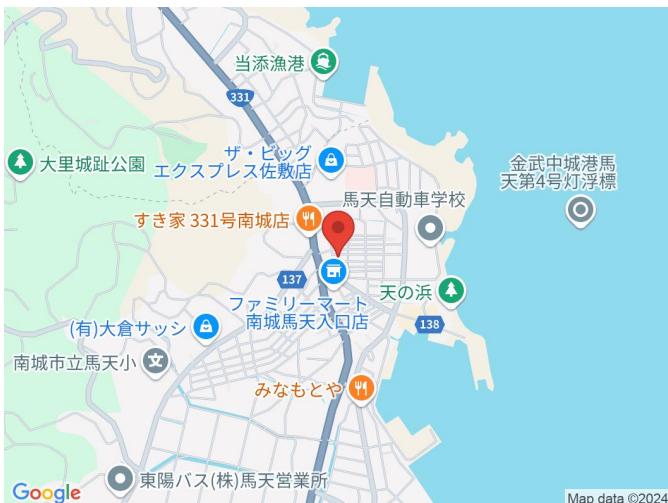 当添漁港
331
大里城趾公園
ザ・ビッグ
エクスプレス佐敷店
金武中城港馬
天第4号灯浮標
馬天自動車学校
すき家 331号南城店
137
天の浜
ファミリーマート
南城馬天入口店
138
(有)大倉サッシ
南城市立馬天小
文
みなもとや
東陽バス(株)馬天営業所
Google
Map data ©2024